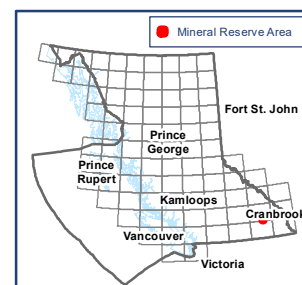 Mineral Reserve Area
Fort St. John
Prince
George
Prince
Rupert
Kamloops
Cranbrook
Vancouver
Victoria